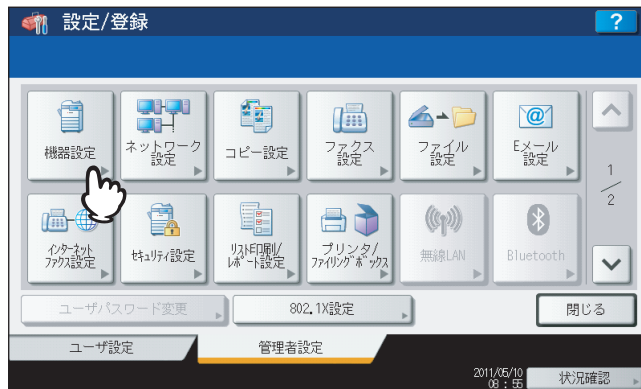 設定/登録
?
機器設定
ネットワーク
設定
コピー設定
ファクス
設定
ファイル
設定
@
Eメール
設定
1
2
インターネット
ファクス設定
セキュリティ設定
リスト印刷/
レポート設定
プリンタ/
ファイリングボックス
無線LAN
Bluetooth
ユーザパスワード変更
802.1X設定
閉じる
ユーザ設定
管理者設定
2011/05/10
08:55
状況確認